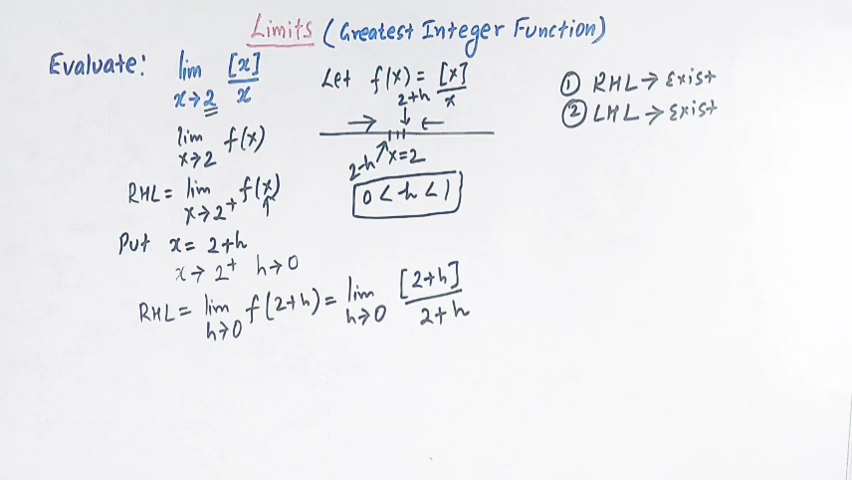 Limits (Greatest Integer Function)
Evaluate: lim x→2 [x]/x
Let f(x) = [x]/x
① RHL → Exist
② LHL → Exist
lim x→2 f(x)
2+h
2-h x=2
0 < h < 1
RHL = lim x→2⁺ f(x)
Put x = 2+h
x→2⁺ h→0
RHL = lim h→0 f(2+h) = lim h→0 [2+h]/2+h